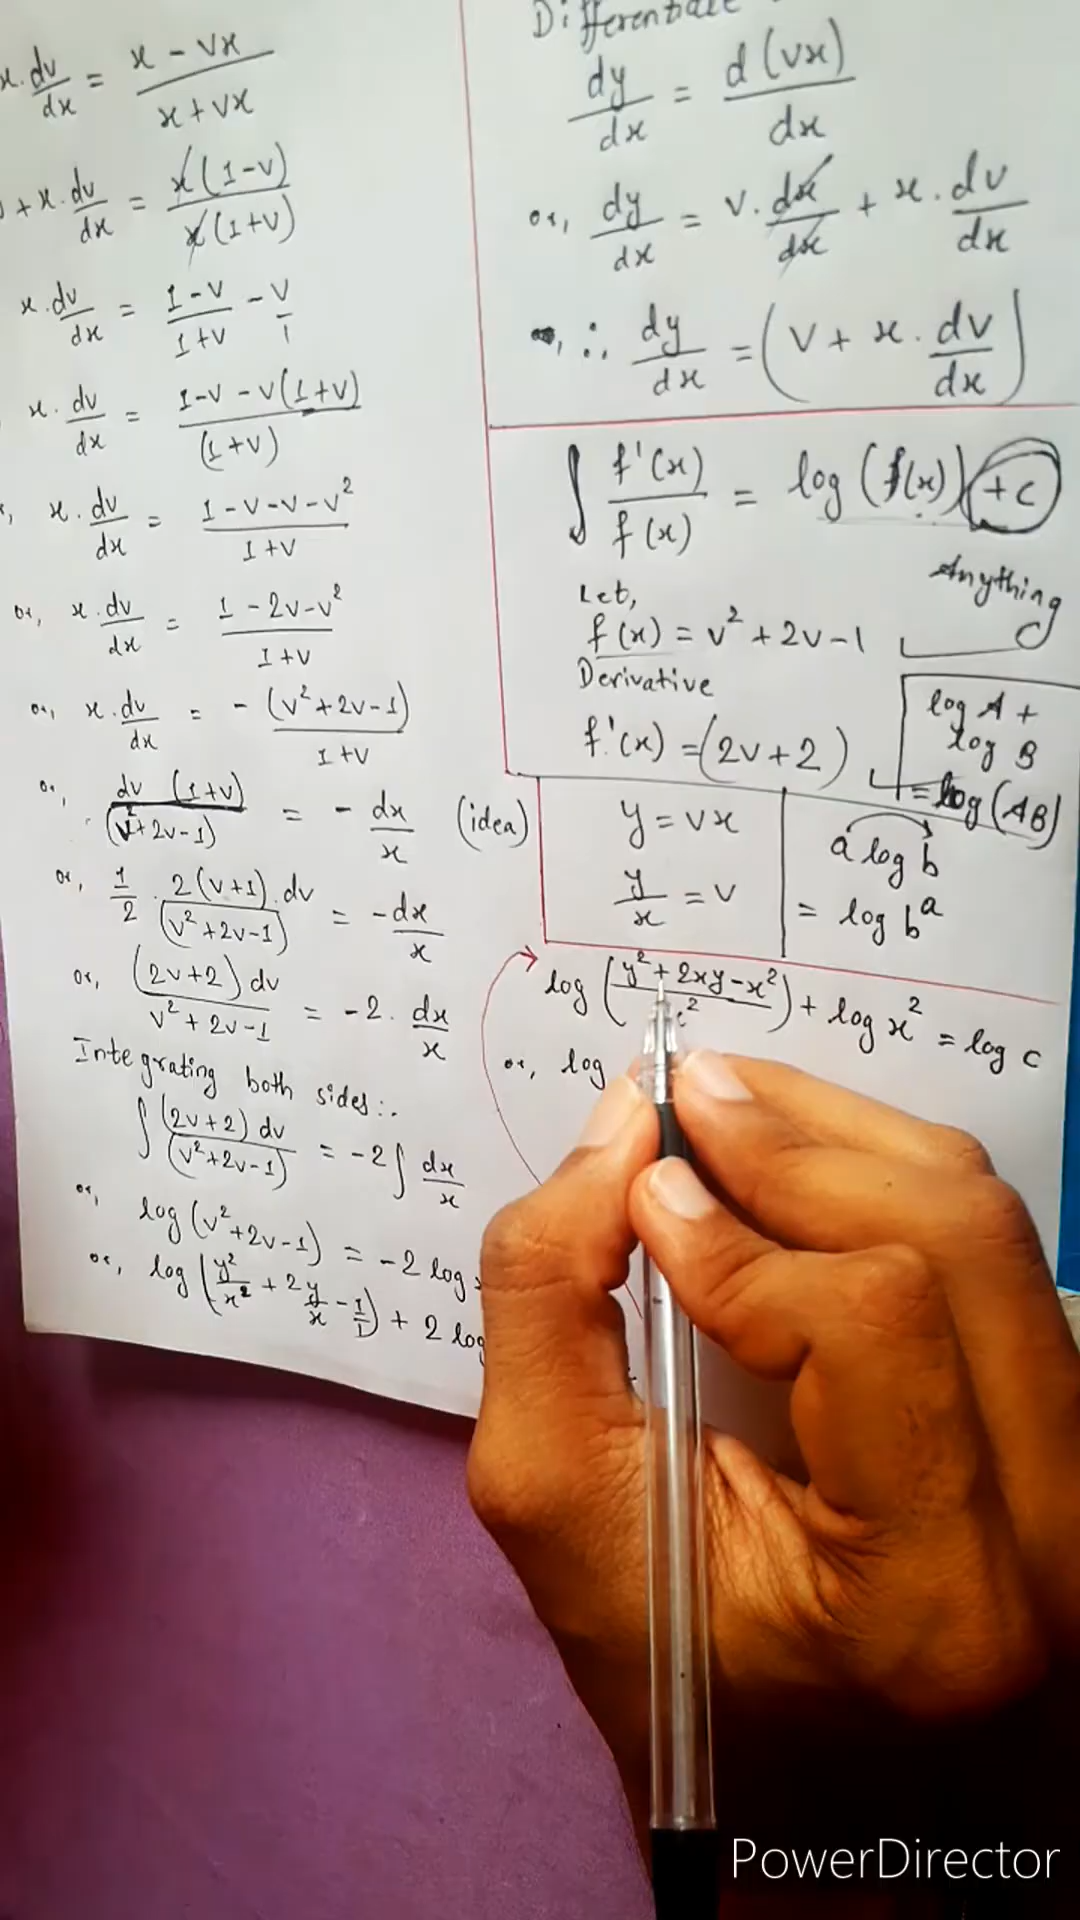 x. dv/dx = x - vx / x + vx
+ x. dv/dx = x(1-v) / x(1+v)
x. dv/dx = 1-v / 1+v - v/1
x. dv/dx = 1-v - v(1+v) / (1+v)
x. dv/dx = 1-v-v-v² / 1+v
or, x. dv/dx = 1-2v-v² / 1+v
or, x. dv/dx = - (v²+2v-1) / 1+v
or, dv (1+v) / (v²+2v-1) = - dx/x (idea)
or, 1/2 . 2(v+1).dv / (v²+2v-1) = -dx/x
or, (2v+2) dv / v²+2v-1 = -2. dx/x
Integrating both sides:.
∫ (2v+2) dv / (v²+2v-1) = -2∫ dx/x
or, log (v²+2v-1) = -2 log
or, log (y²/x² + 2y/x - 1/1) + 2 log
Differentiate
dy/dx = d(vx)/dx
or, dy/dx = v. dx/dx + x. dv/dx
∴ dy/dx = (v + x. dv/dx)
∫ f'(x) / f(x) = log (f(x)) + c
Anything
Let,
f(x) = v² + 2v - 1
Derivative
f'(x) = (2v+2)
log A +
log B
= log (AB)
y = vx
y/x = v
a log b
= log bᵃ
log (y² + 2xy - x² / x²) + log x² = log c
or, log
PowerDirector